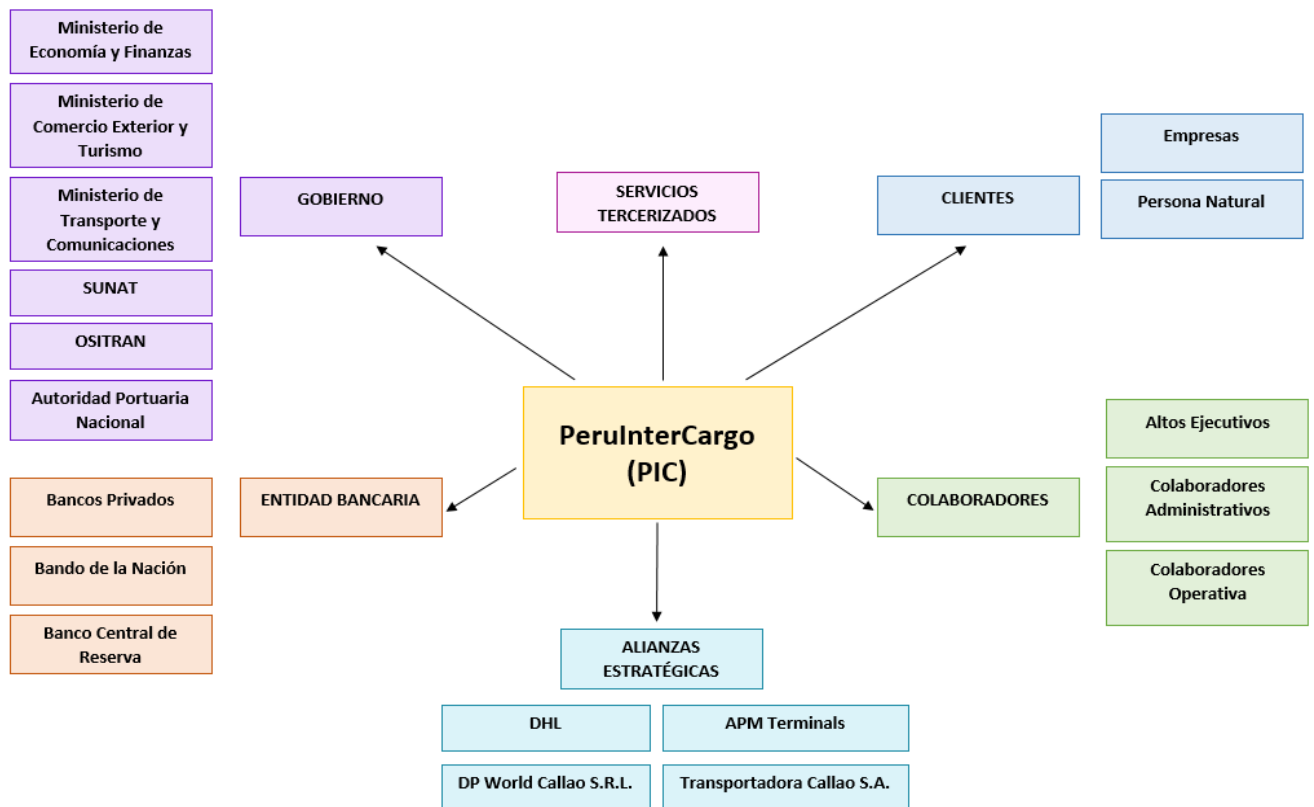 Ministerio de
Economía y Finanzas
Ministerio de
Comercio Exterior y
Turismo
Ministerio de
Transporte y
Comunicaciones
SUNAT
OSITRAN
Autoridad Portuaria
Nacional
GOBIERNO
SERVICIOS
TERCERIZADOS
CLIENTES
Empresas
Persona Natural
PeruInterCargo
(PIC)
Bancos Privados
Bando de la Nación
Banco Central de
Reserva
ENTIDAD BANCARIA
COLABORADORES
Altos Ejecutivos
Colaboradores
Administrativos
Colaboradores
Operativa
ALIANZAS
ESTRATÉGICAS
DHL
APM Terminals
DP World Callao S.R.L.
Transportadora Callao S.A.